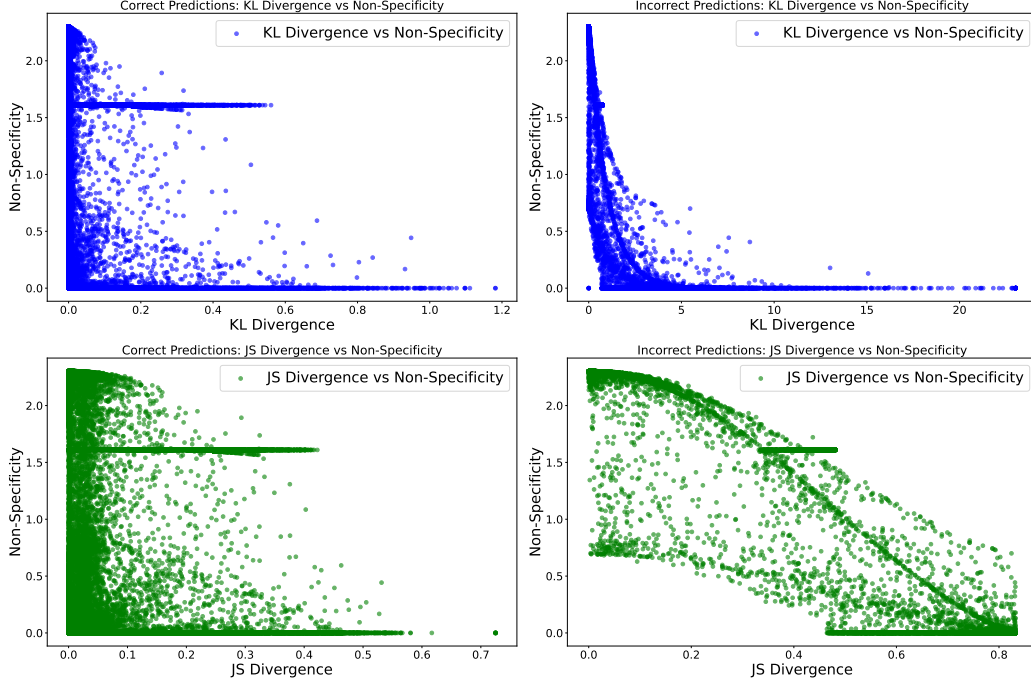 Correct Predictions: KL Divergence vs Non-Specificity
KL Divergence vs Non-Specificity
Non-Specificity
2.0
1.5
1.0
0.5
0.0
0.0 0.2 0.4 0.6 0.8 1.0 1.2
KL Divergence
Incorrect Predictions: KL Divergence vs Non-Specificity
KL Divergence vs Non-Specificity
Non-Specificity
2.0
1.5
1.0
0.5
0.0
0 5 10 15 20
KL Divergence
Correct Predictions: JS Divergence vs Non-Specificity
JS Divergence vs Non-Specificity
Non-Specificity
2.0
1.5
1.0
0.5
0.0
0.0 0.1 0.2 0.3 0.4 0.5 0.6 0.7
JS Divergence
Incorrect Predictions: JS Divergence vs Non-Specificity
JS Divergence vs Non-Specificity
Non-Specificity
2.0
1.5
1.0
0.5
0.0
0.0 0.2 0.4 0.6 0.8
JS Divergence